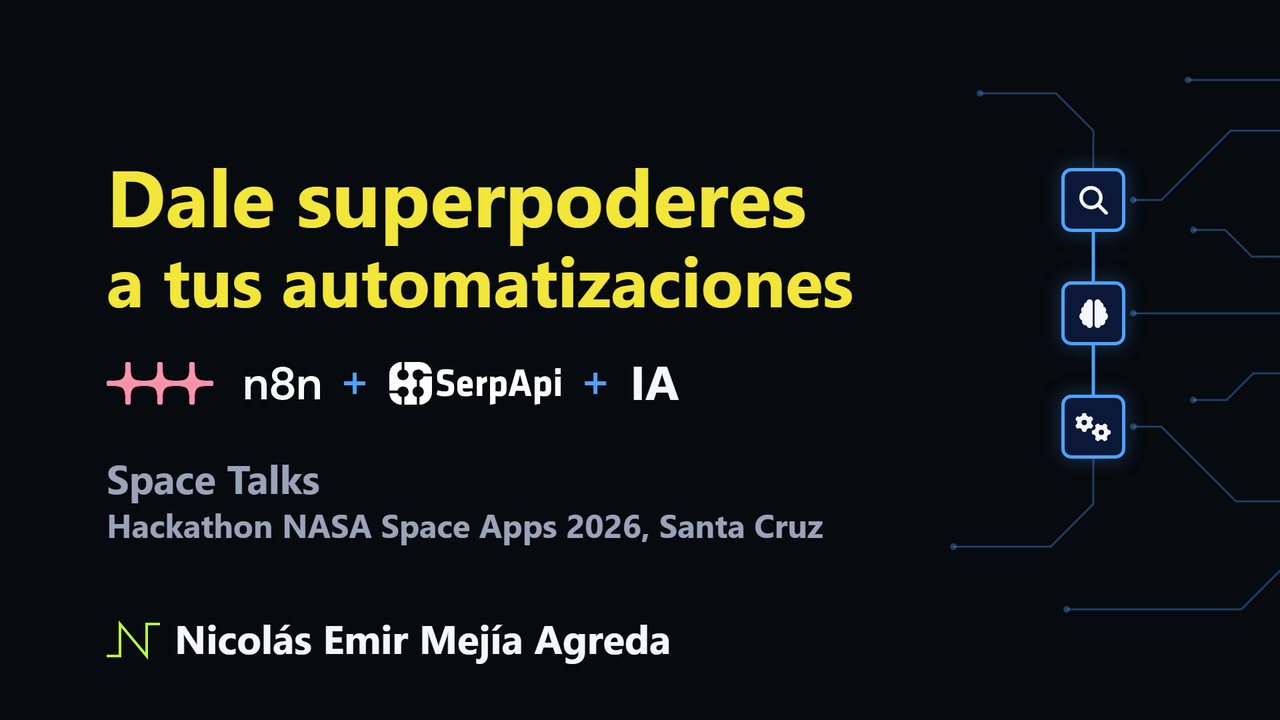 Dale superpoderes
a tus automatizaciones
n8n + SerpApi + IA
Space Talks
Hackathon NASA Space Apps 2026, Santa Cruz
Nicolás Emir Mejía Agreda